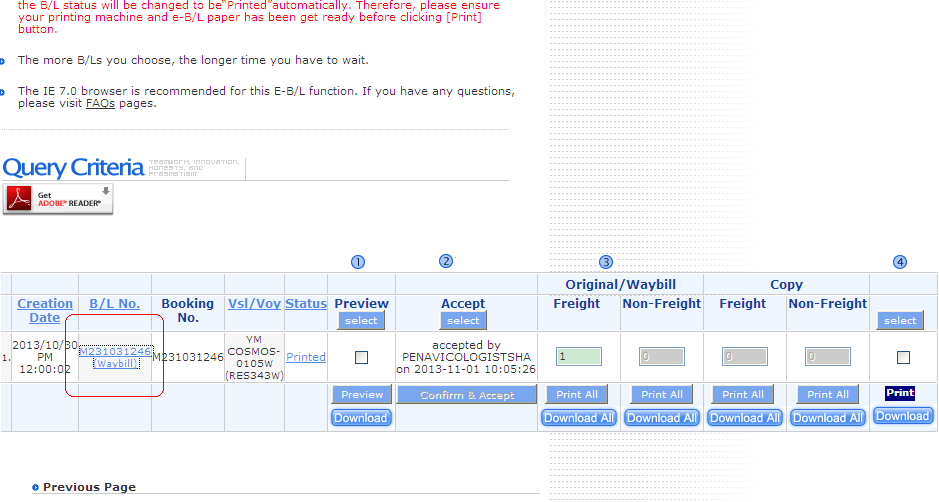 the B/L status will be changed to be"Printed"automatically. Therefore, please ensure
your printing machine and e-B/L paper has been get ready before clicking [Print]
button.
The more B/Ls you choose, the longer time you have to wait.
The IE 7.0 browser is recommended for this E-B/L function. If you have any questions,
please visit FAQs pages.
Query Criteria
TEAMWORK, INNOVATION,
HONESTY, AND
PRAGMATISM
Get
ADOBE® READER®
1 2 3 4
Original/Waybill Copy
Creation Date B/L No. Booking No. Vsl/Voy Status Preview Accept Freight Non-Freight Freight Non-Freight
select select select
1. 2013/10/30 PM 12:00:02 M231031246 (Waybill) M231031246 YM COSMOS-0105W (RES343W) Printed accepted by PENAVICOLOGISTSHA on 2013-11-01 10:05:26 1 0 0 0
Preview Confirm & Accept Print All Print All Print All Print All Print
Download Download All Download All Download All Download All Download
Previous Page